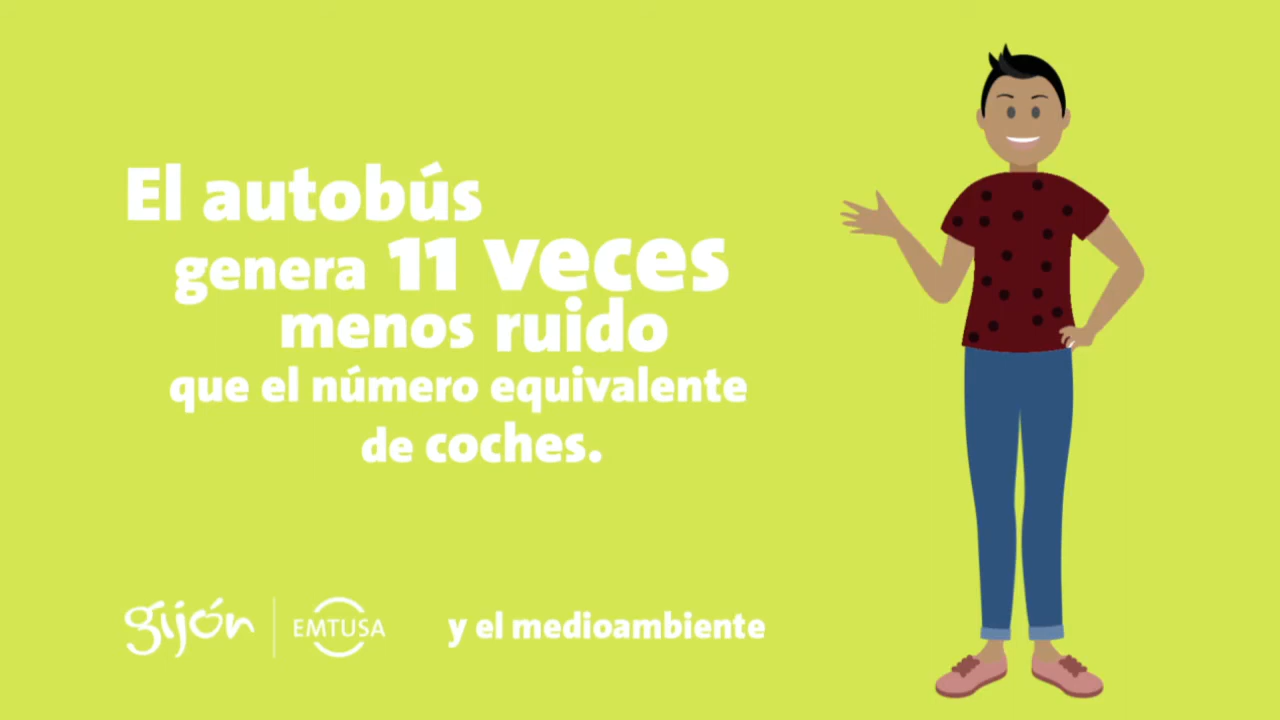 El autobús
genera 11 veces
menos ruido
que el número equivalente
de coches.
gijón EMTUSA y el medioambiente